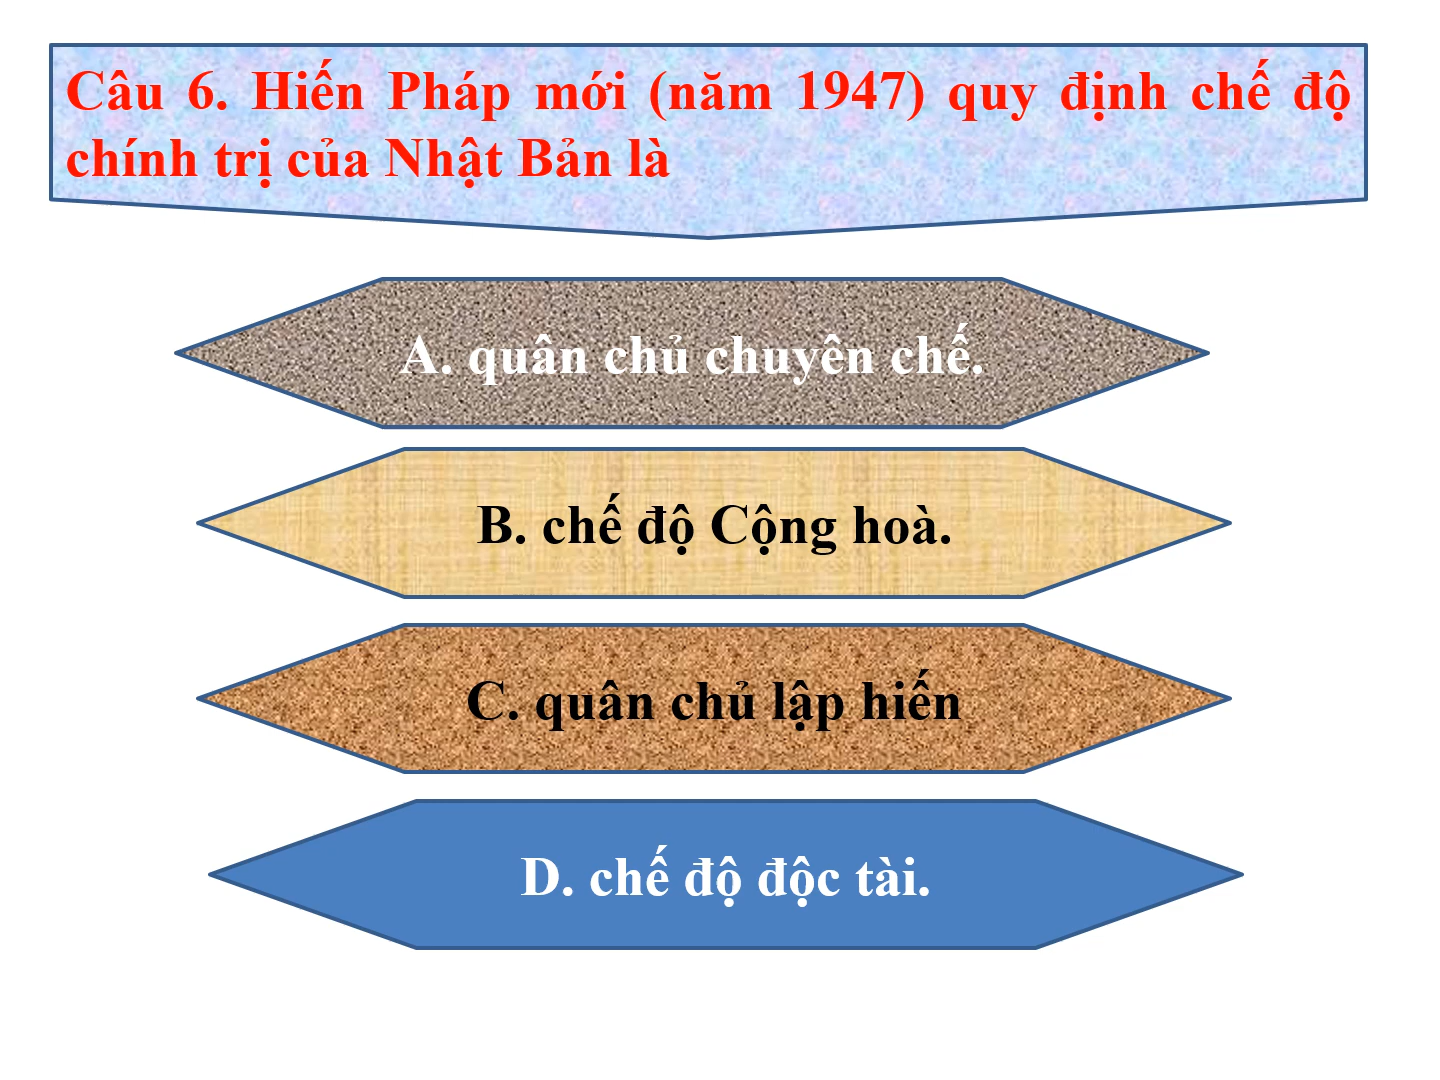 Câu 6. Hiến Pháp mới (năm 1947) quy định chế độ
chính trị của Nhật Bản là
A. quân chủ chuyên chế.
B. chế độ Cộng hoà.
C. quân chủ lập hiến
D. chế độ độc tài.